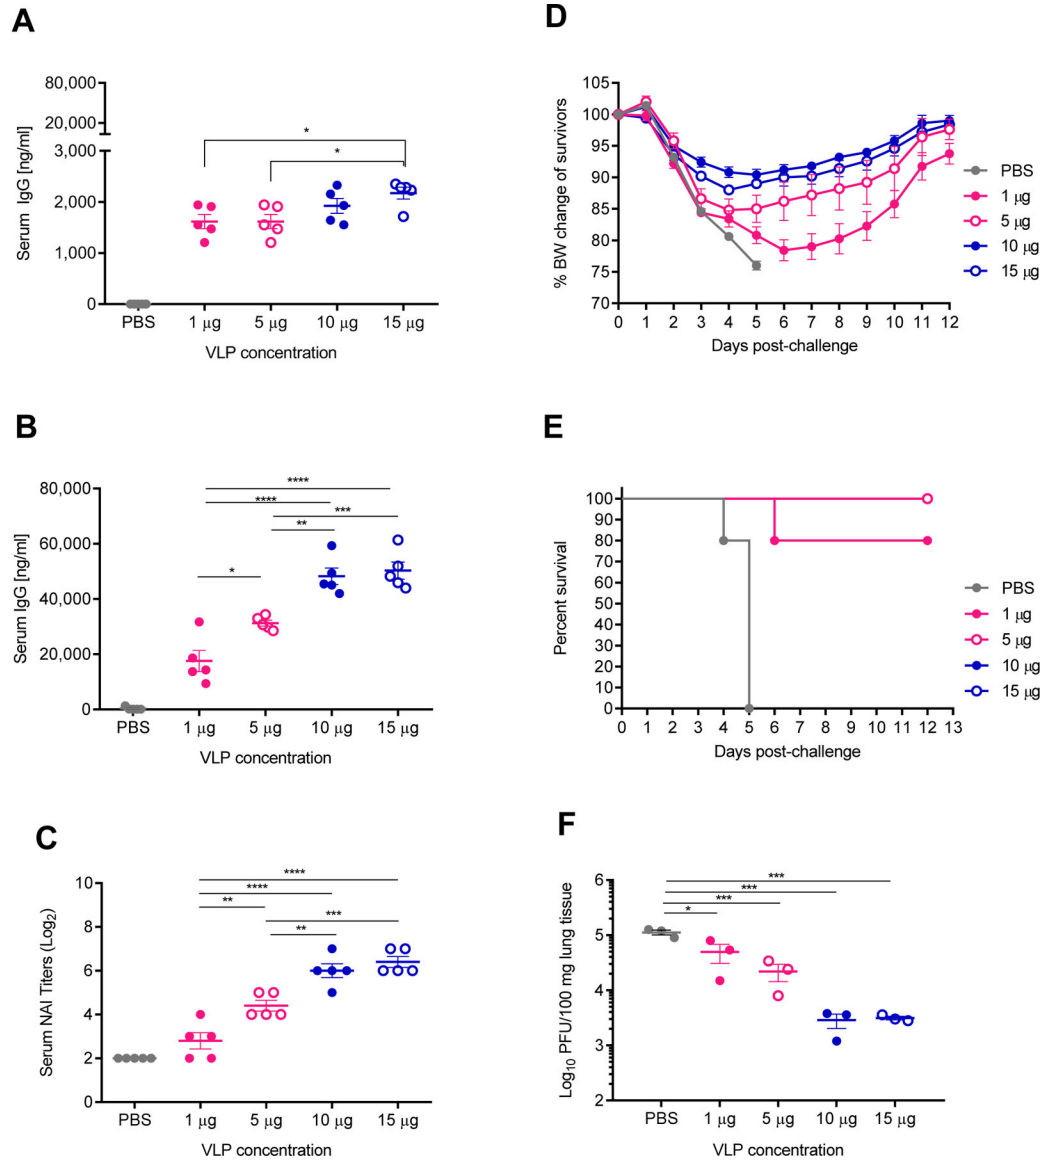 A
80,000
20,000
3,000
2,000
1,000
0
Serum IgG [ng/ml]
*
*
PBS 1 μg 5 μg 10 μg 15 μg
VLP concentration
D
105
100
95
90
85
80
75
70
% BW change of survivors
0 1 2 3 4 5 6 7 8 9 10 11 12
Days post-challenge
PBS
1 μg
5 μg
10 μg
15 μg
B
80,000
60,000
40,000
20,000
0
Serum IgG [ng/ml]
****
****
***
**
*
PBS 1 μg 5 μg 10 μg 15 μg
VLP concentration
E
100
90
80
70
60
50
40
30
20
10
0
Percent survival
0 1 2 3 4 5 6 7 8 9 10 11 12 13
Days post-challenge
PBS
1 μg
5 μg
10 μg
15 μg
C
10
8
6
4
2
0
Serum NAI Titers (Log2)
****
****
**
***
**
PBS 1 μg 5 μg 10 μg 15 μg
VLP concentration
F
6
5
4
3
2
Log10 PFU/100 mg lung tissue
***
***
***
*
PBS 1 μg 5 μg 10 μg 15 μg
VLP concentration